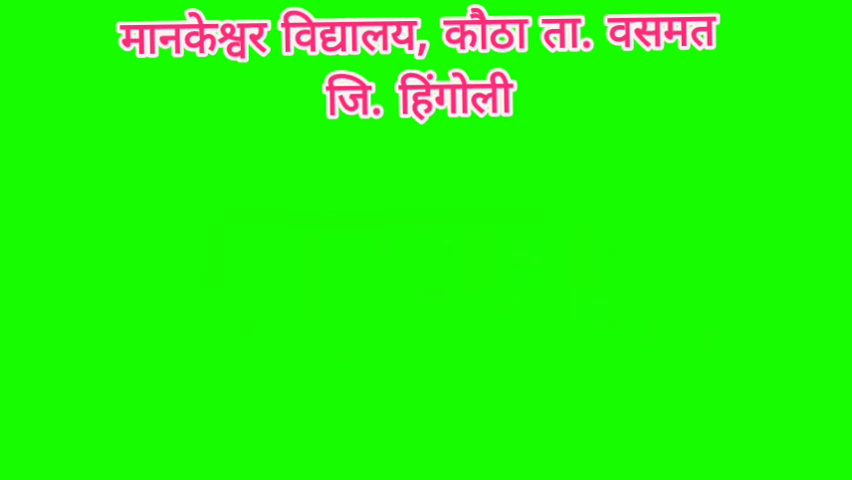 मानकेश्वर विद्यालय, कौठा ता. वसमत
जि. हिंगोली